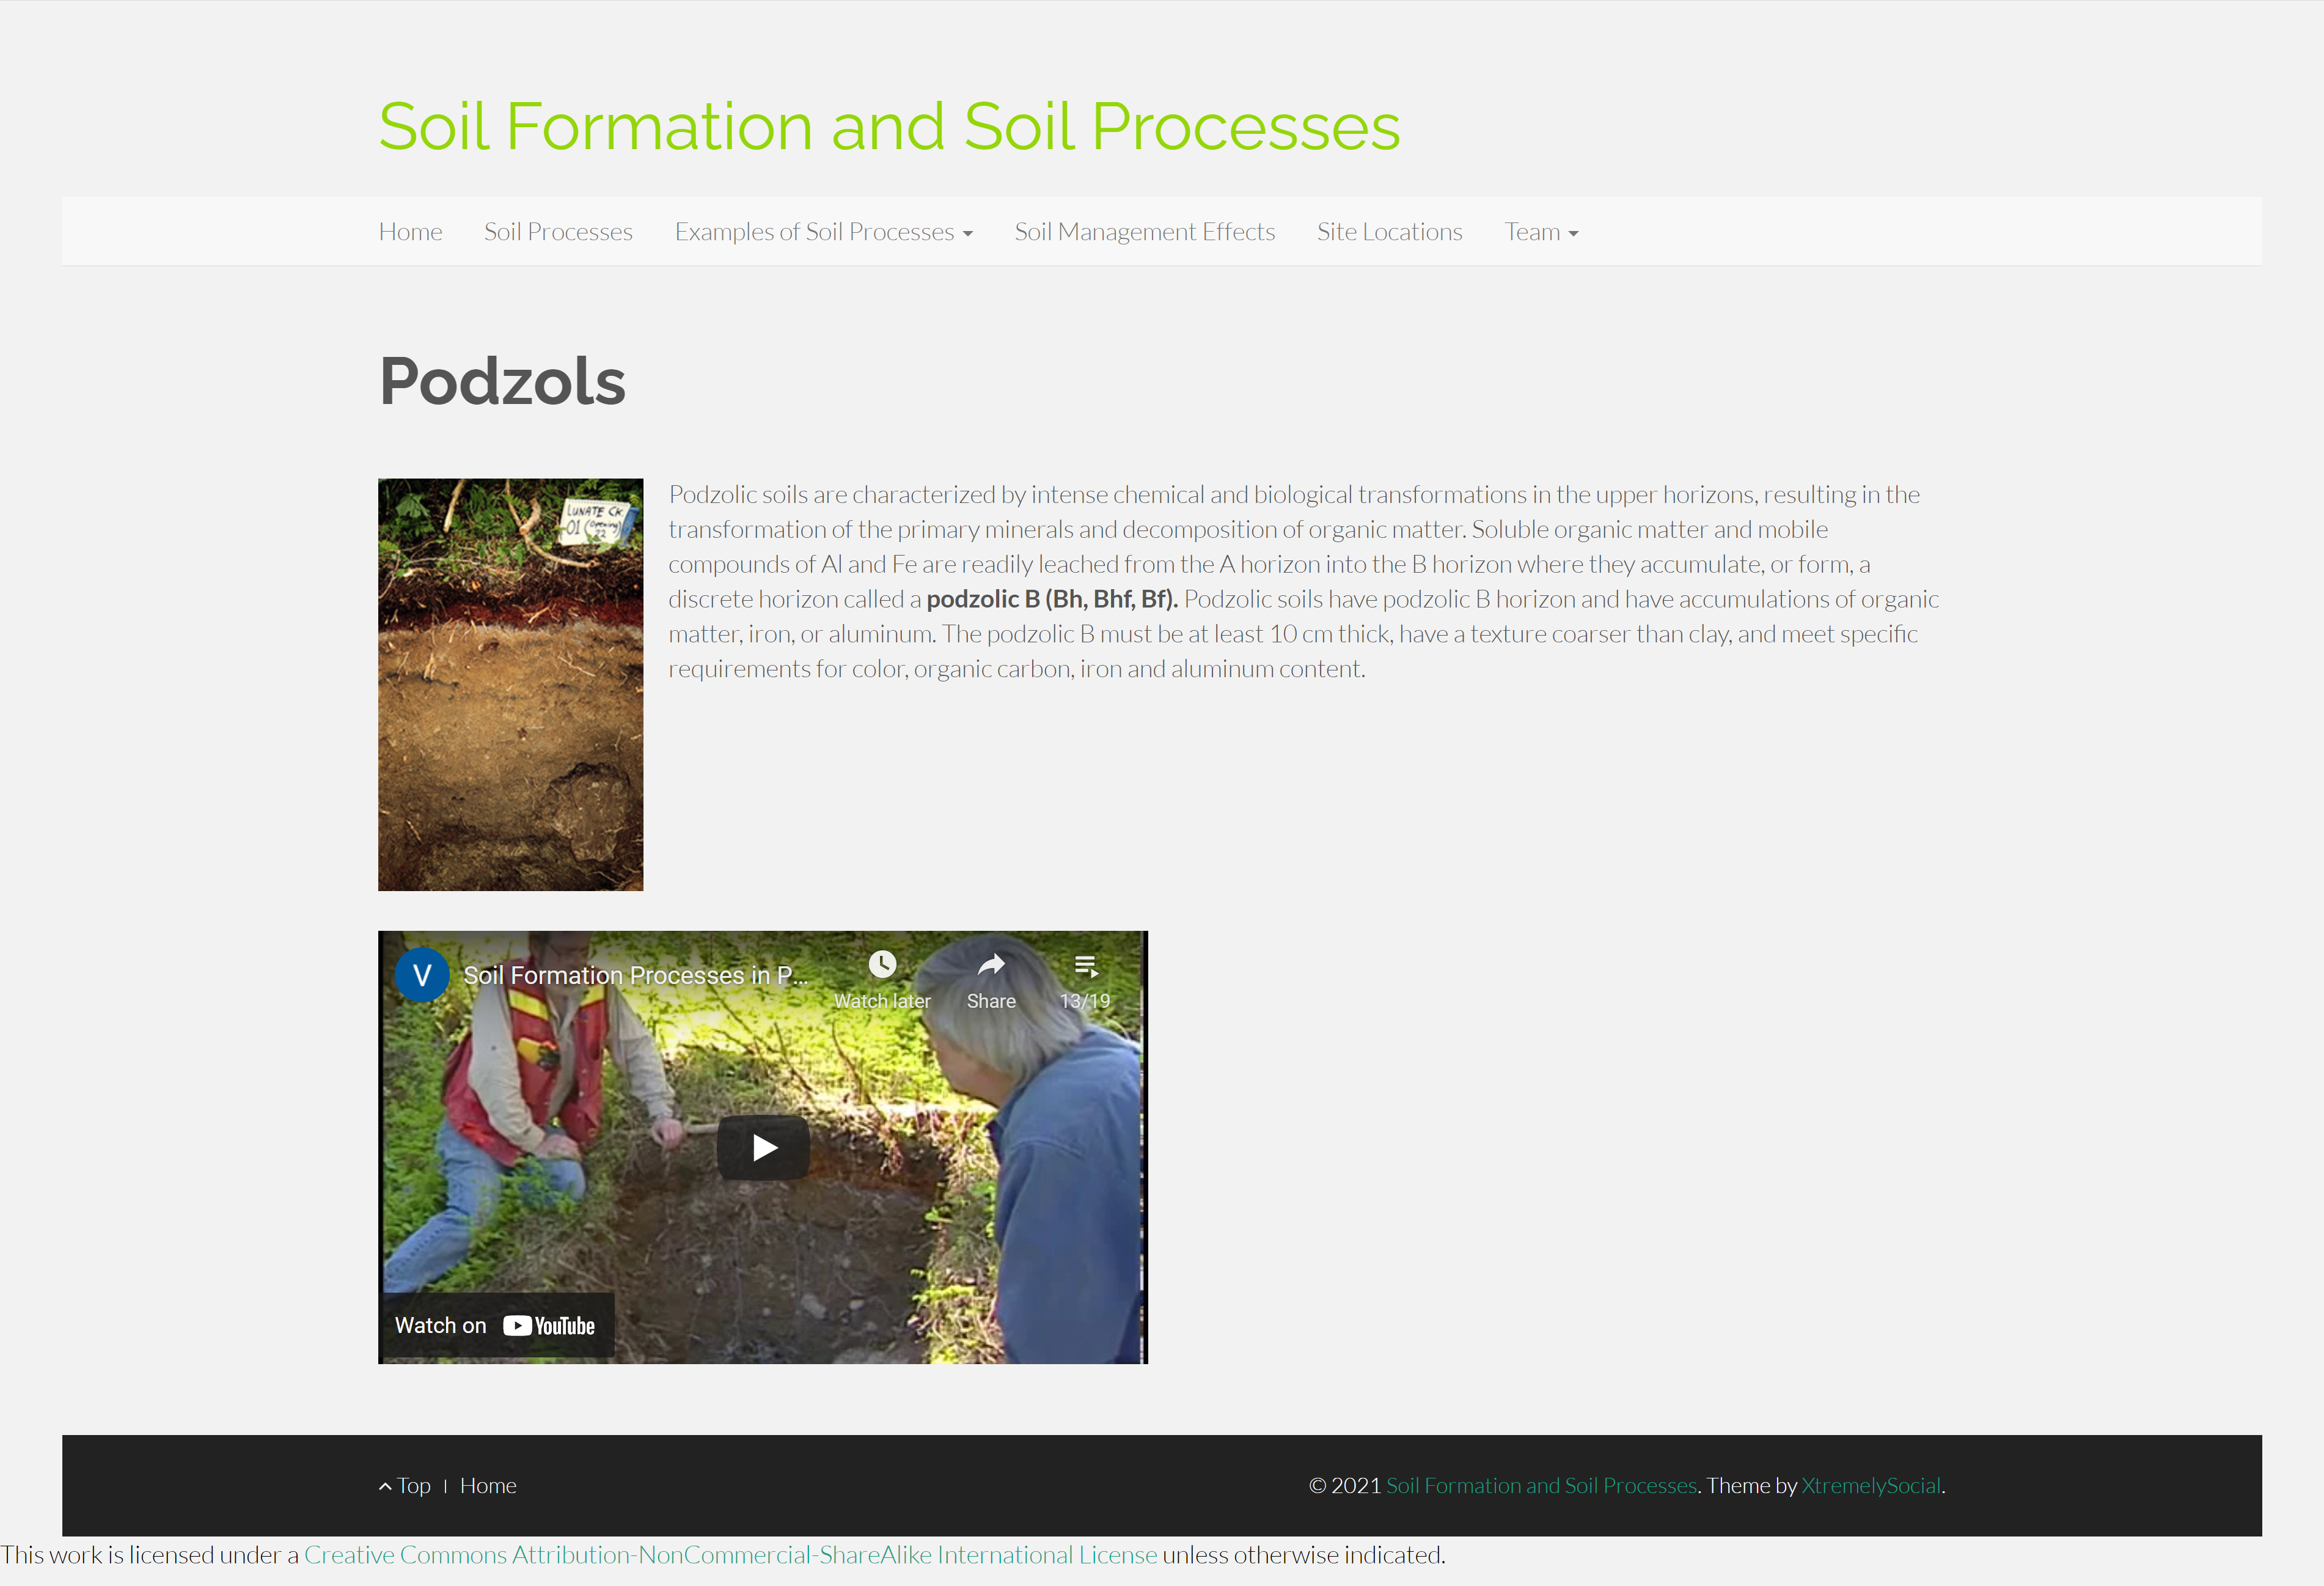 Soil Formation and Soil Processes
Home Soil Processes Examples of Soil Processes Soil Management Effects Site Locations Team
Podzols
LUNATE CK
01 (opening)
22
Podzolic soils are characterized by intense chemical and biological transformations in the upper horizons, resulting in the
transformation of the primary minerals and decomposition of organic matter. Soluble organic matter and mobile
compounds of Al and Fe are readily leached from the A horizon into the B horizon where they accumulate, or form, a
discrete horizon called a podzolic B (Bh, Bhf, Bf). Podzolic soils have podzolic B horizon and have accumulations of organic
matter, iron, or aluminum. The podzolic B must be at least 10 cm thick, have a texture coarser than clay, and meet specific
requirements for color, organic carbon, iron and aluminum content.
V Soil Formation Processes in P...
Watch later Share 13/19
Watch on YouTube
Top | Home
© 2021 Soil Formation and Soil Processes. Theme by XtremelySocial.
This work is licensed under a Creative Commons Attribution-NonCommercial-ShareAlike International License unless otherwise indicated.